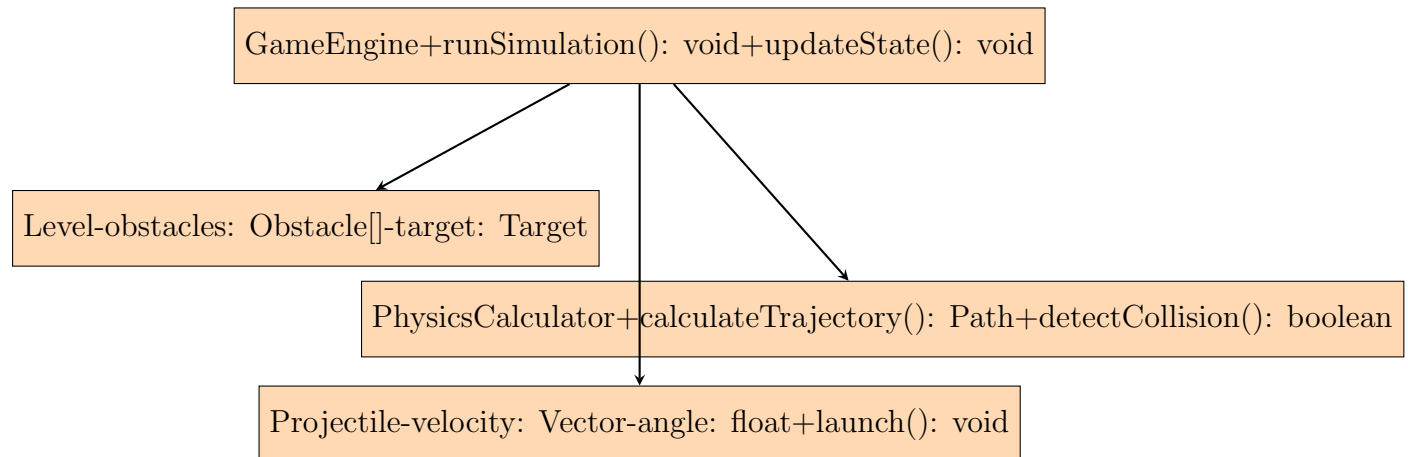 GameEngine+runSimulation(): void+updateState(): void
Level-obstacles: Obstacle[]-target: Target
PhysicsCalculator+calculateTrajectory(): Path+detectCollision(): boolean
Projectile-velocity: Vector-angle: float+launch(): void